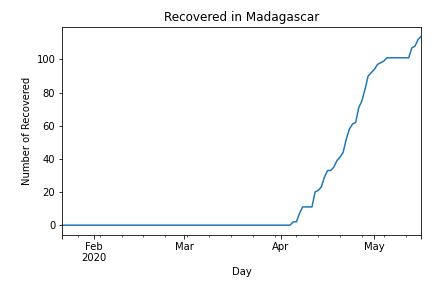 Recovered in Madagascar
Number of Recovered
100
80
60
40
20
0
Feb
2020
Mar
Apr
May
Day